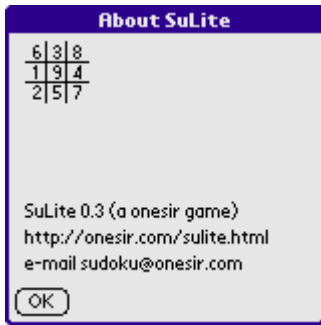 About SuLite
6 3 8
1 9 4
2 5 7
SuLite 0.3 (a onesir game)
http://onesir.com/sulite.html
e-mail sudoku@onesir.com
OK